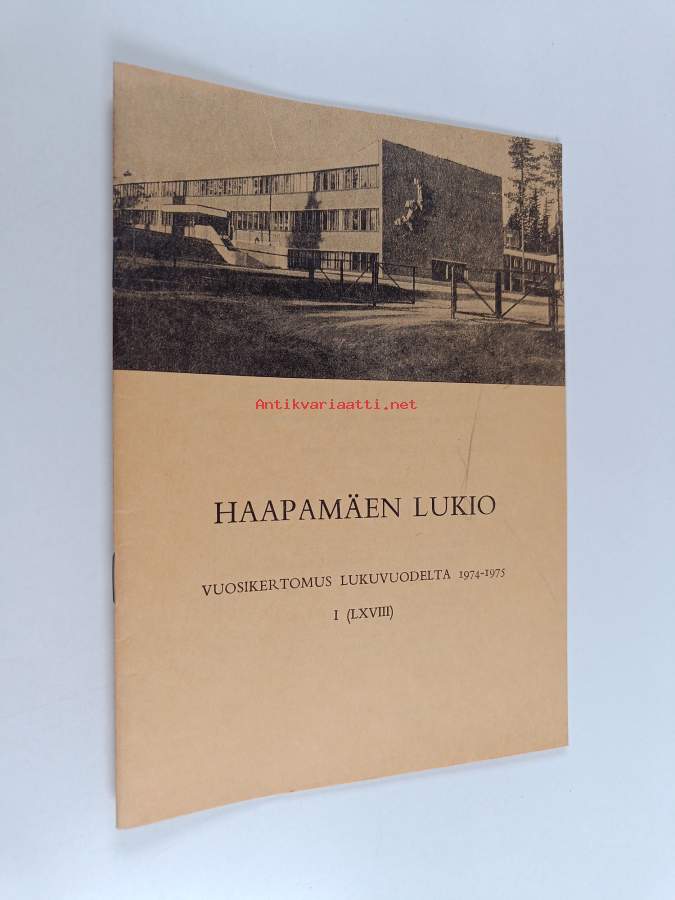 Antikvariaatti.net
HAAPAMÄEN LUKIO
VUOSIKERTOMUS LUKUVUODELTA 1974-1975
I (LXVIII)